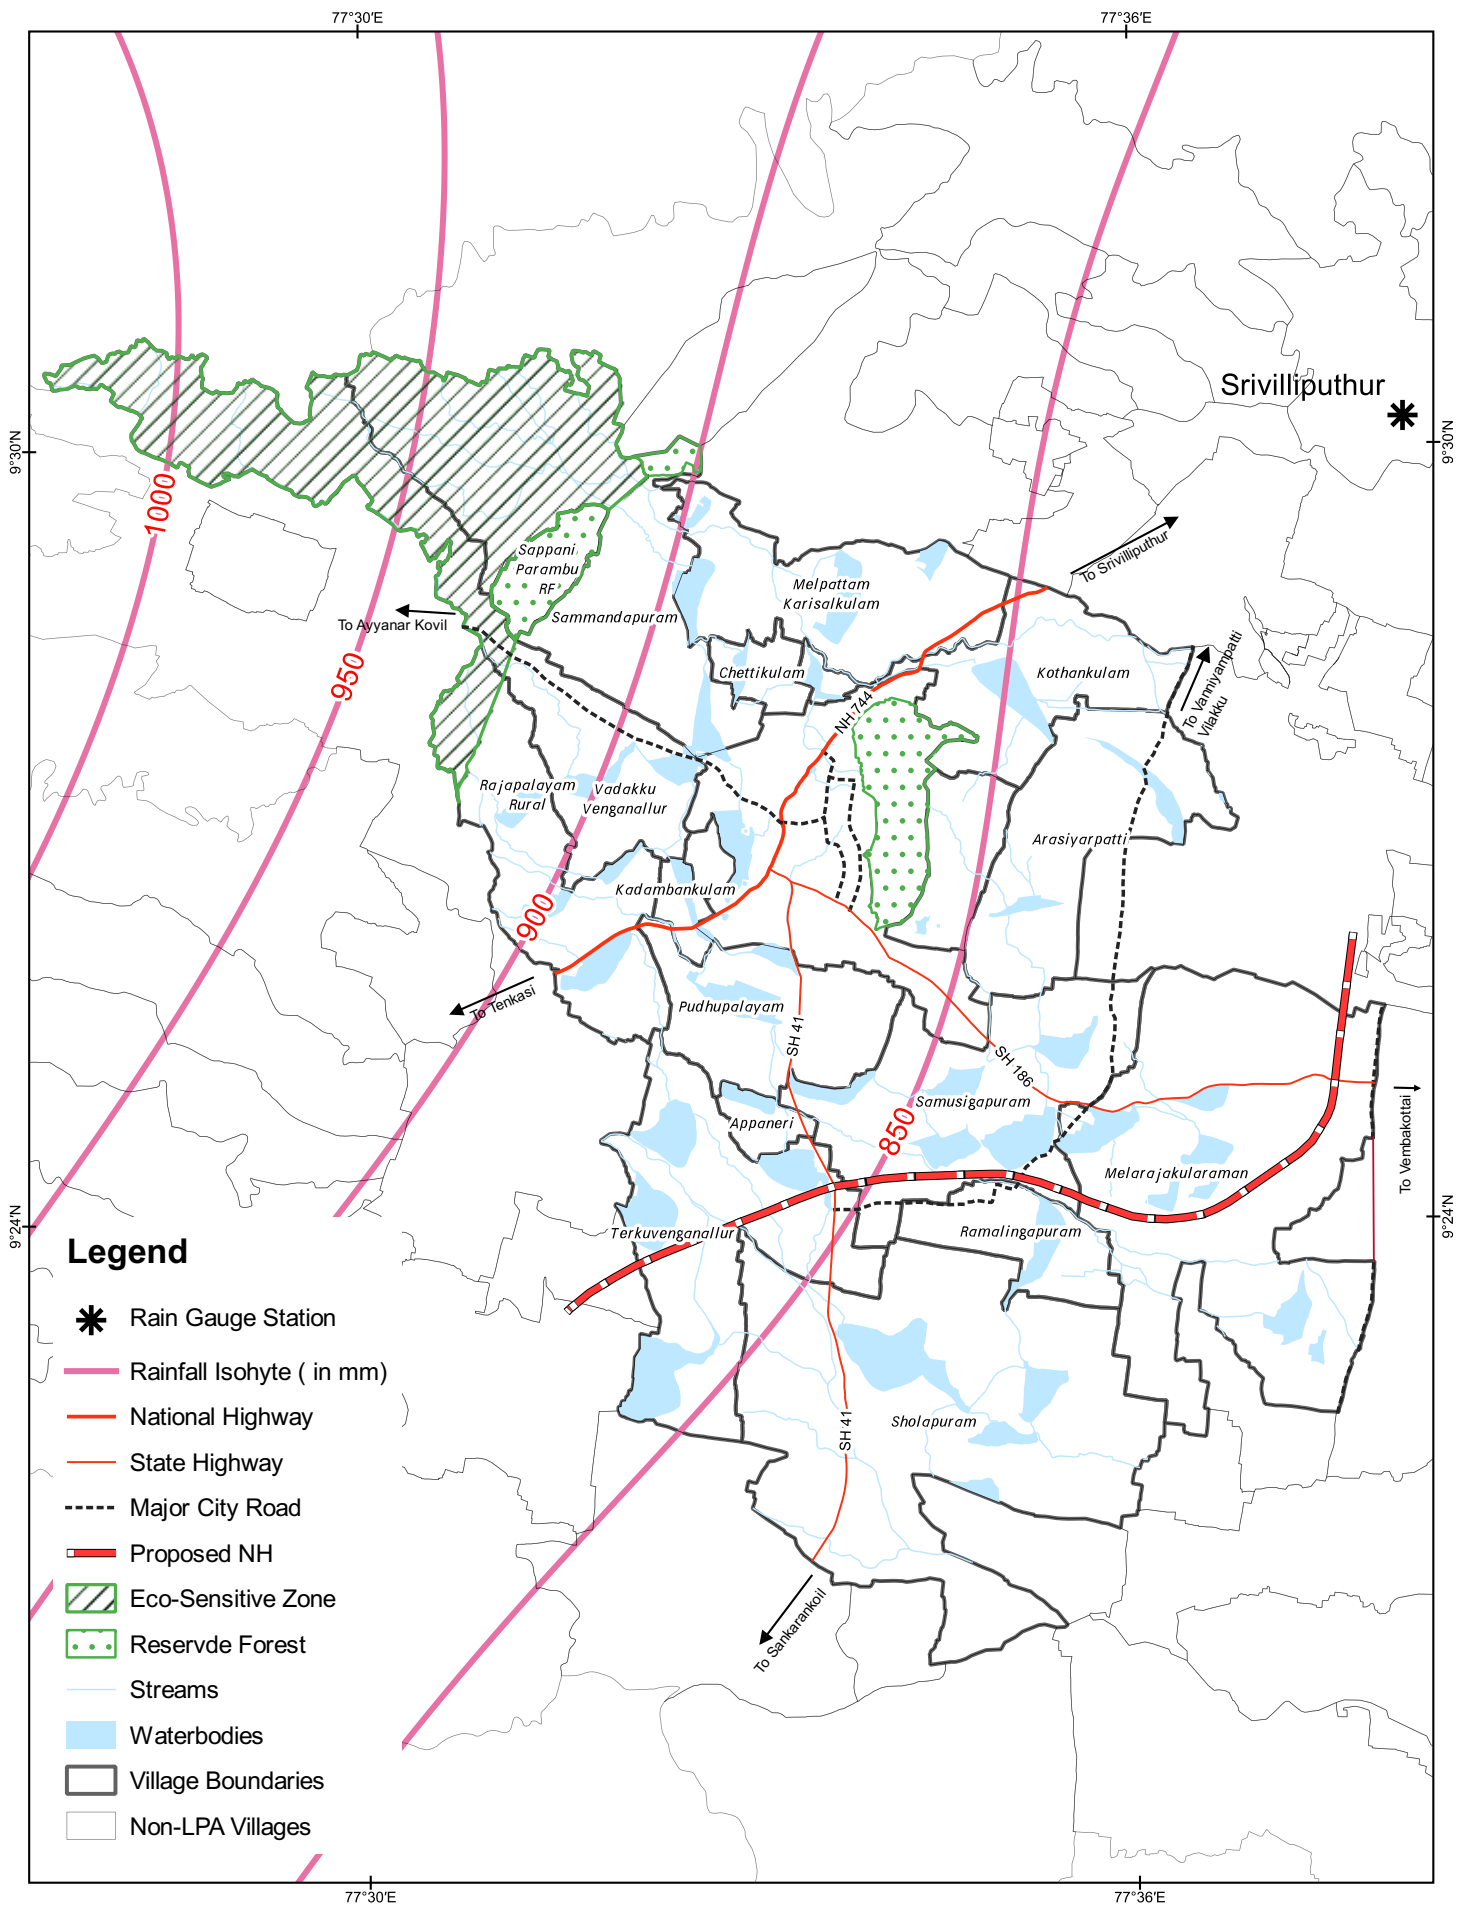 77°30'E
77°36'E
Srivilliputhur
9°30'N
9°30'N
1000
To Srivilliputhur
Sappani
Parambu
RF
Melpattam
Karisalkulam
Sammandapuram
To Ayyanar Kovil
950
Chettikulam
Kothankulam
To Vanniyampatti
Vilakku
NH 744
Rajapalayam
Rural
Vadakku
Venganallur
Arasiyarpatti
Kadambankulam
900
To Tenkasi
Pudhupalayam
SH 41
SH 186
Samusigapuram
Appaneri
850
To Vembakottai
Melarajakularaman
9°24'N
9°24'N
Terkuvenganallur
Ramalingapuram
Sholapuram
SH 41
To Sankarankoil
Legend
Rain Gauge Station
Rainfall Isohyte ( in mm)
National Highway
State Highway
Major City Road
Proposed NH
Eco-Sensitive Zone
Reservde Forest
Streams
Waterbodies
Village Boundaries
Non-LPA Villages
77°30'E
77°36'E